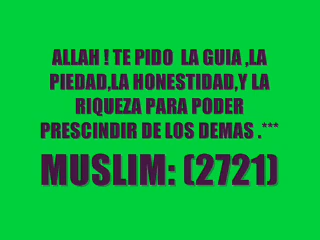 ALLAH ! TE PIDO  LA GUIA ,LA
PIEDAD,LA HONESTIDAD,Y LA
RIQUEZA PARA PODER
PRESCINDIR DE LOS DEMAS .***
MUSLIM: (2721)